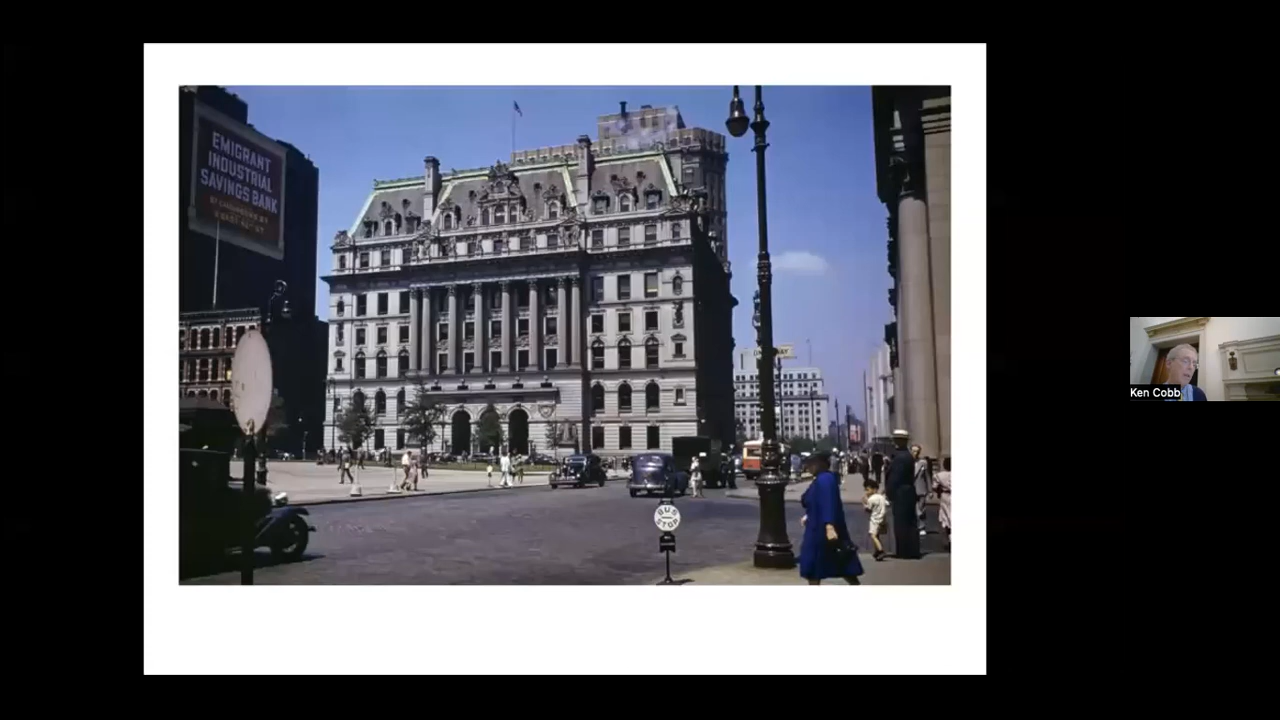 EMIGRANT
INDUSTRIAL
SAVINGS BANK
BUS
STOP
Ken Cobb